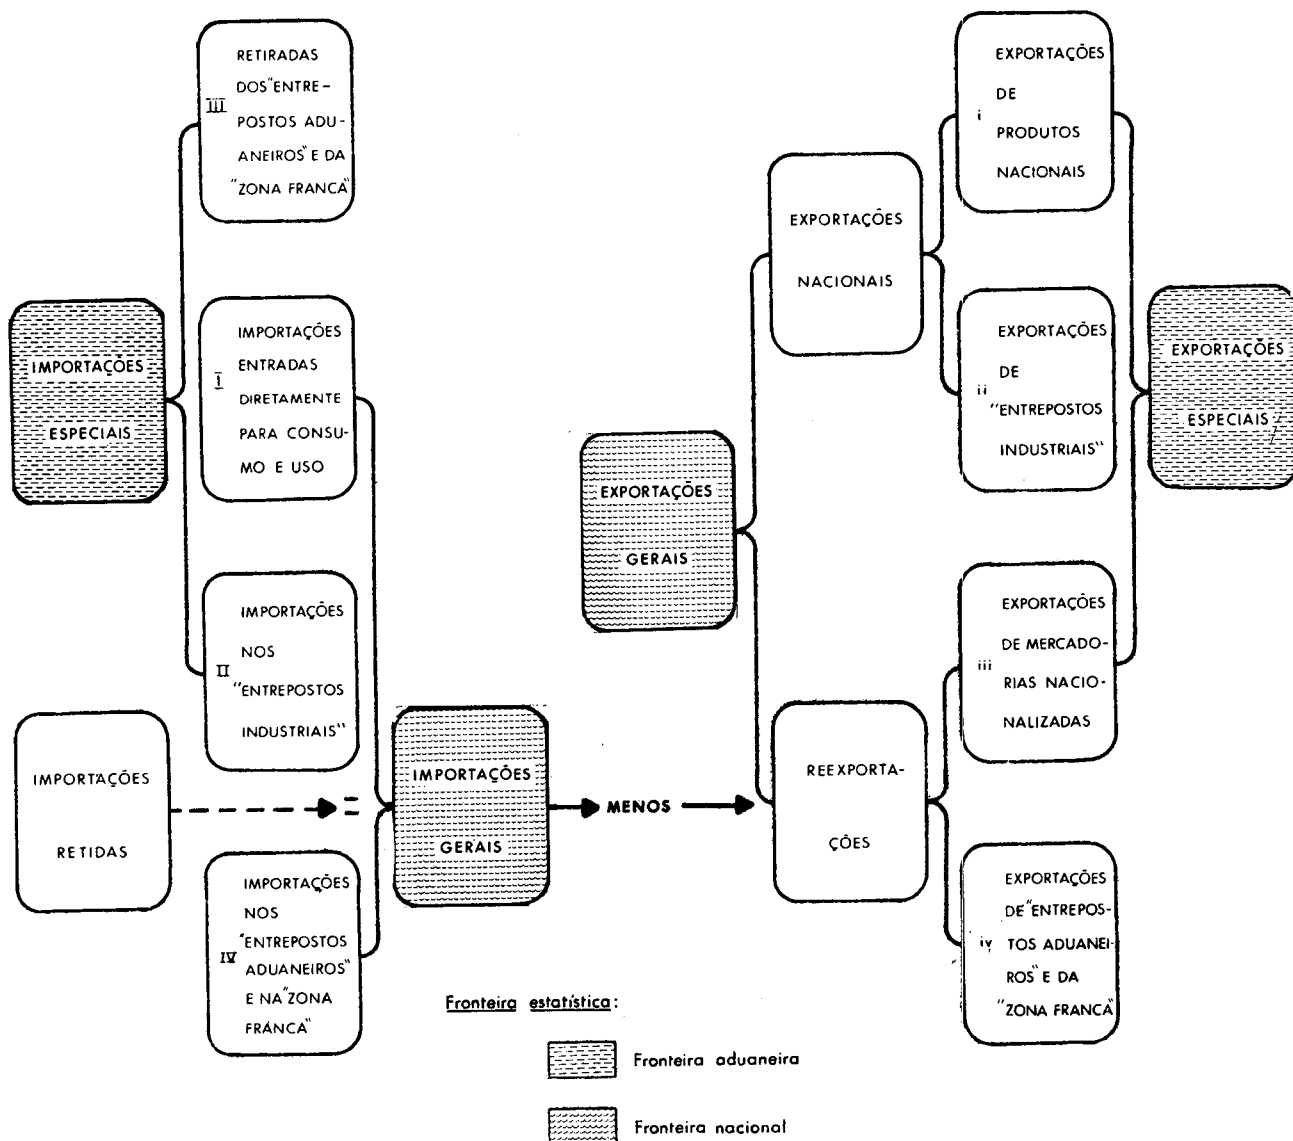 RETIRADAS
DOS "ENTRE-
III
POSTOS ADU-
ANEIROS" E DA
"ZONA FRANCA"
IMPORTAÇÕES
ESPECIAIS
IMPORTAÇÕES
I
ENTRADAS
DIRETAMENTE
PARA CONSU-
MO E USO
IMPORTAÇÕES
NOS
II
"ENTREPOSTOS
INDUSTRIAIS"
IMPORTAÇÕES
RETIDAS
=
IMPORTAÇÕES
NOS
"ENTREPOSTOS
IV
ADUANEIROS"
E NA "ZONA
FRANCA"
IMPORTAÇÕES
GERAIS
MENOS
EXPORTAÇÕES
GERAIS
EXPORTAÇÕES
NACIONAIS
REEXPORTA-
ÇÕES
EXPORTAÇÕES
DE
i
PRODUTOS
NACIONAIS
EXPORTAÇÕES
DE
ii
"ENTREPOSTOS
INDUSTRIAIS"
EXPORTAÇÕES
ESPECIAIS
EXPORTAÇÕES
DE MERCADO-
iii
RIAS NACIO-
NALIZADAS
EXPORTAÇÕES
DE "ENTREPOS-
iv
TOS ADUANEI-
ROS" E DA
"ZONA FRANCA"
Fronteira estatística:
Fronteira aduaneira
Fronteira nacional